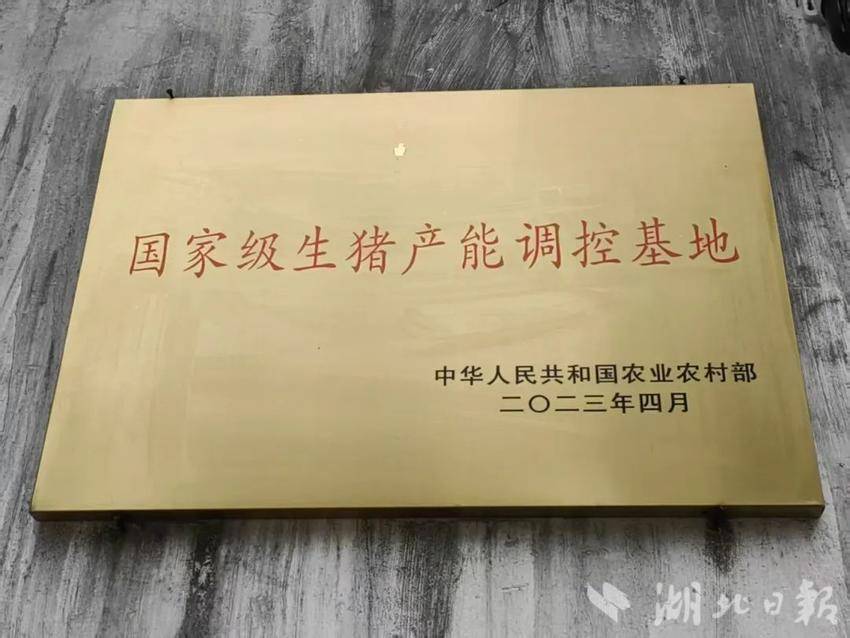 国家级生猪产能调控基地
中华人民共和国农业农村部
二〇二三年四月
湖北日报